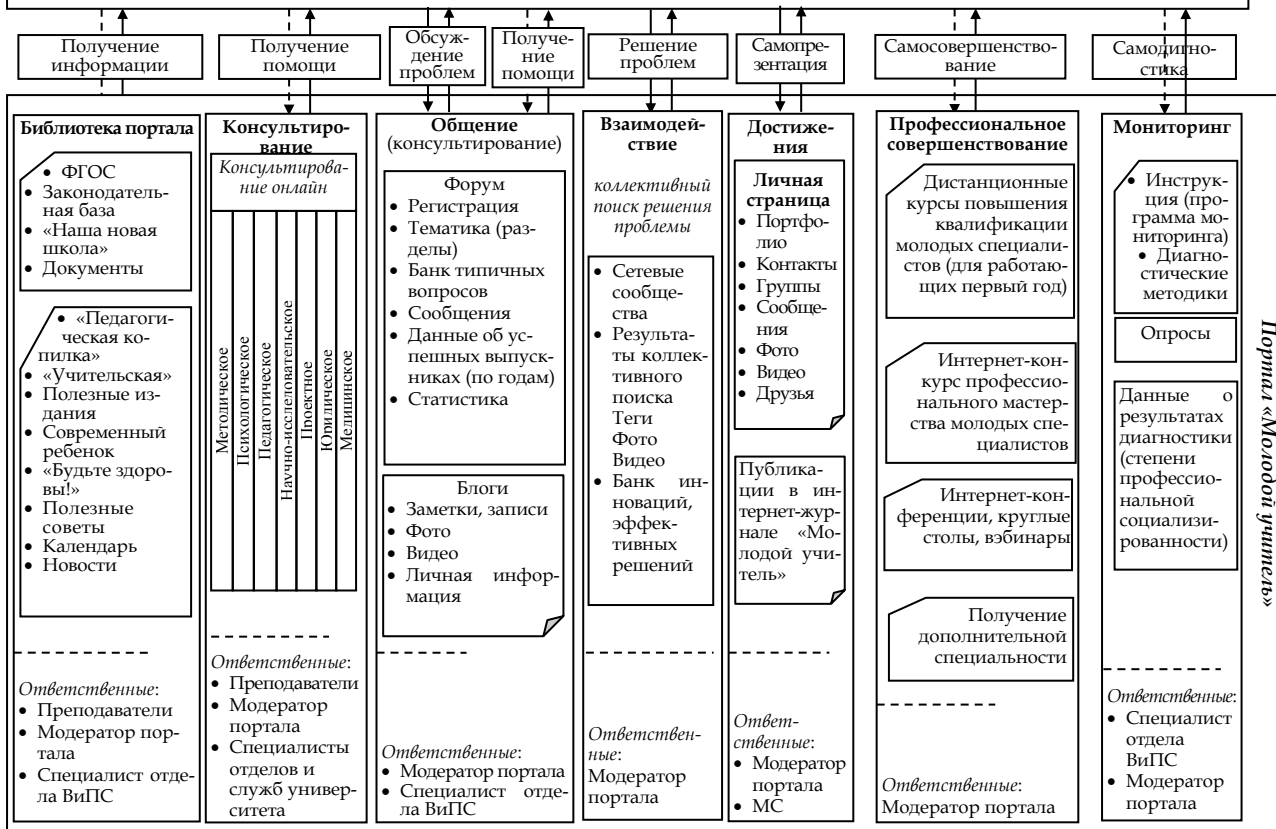 Получение
информации
Получение
помощи
Обсуж-
дение
проблем
Получе-
ние
помощи
Решение
проблем
Самопре-
зентация
Самосовершенство-
вание
Самодигно-
стика
Библиотека портала
• ФГОС
• Законодатель-
ная база
• «Наша новая
школа»
• Документы
• «Педагоги-
ческая ко-
пилка»
• «Учительская»
• Полезные из-
дания
• Современный
ребенок
• «Будьте здоро-
вы!»
• Полезные
советы
• Календарь
• Новости
Ответственные:
• Преподаватели
• Модератор пор-
тала
• Специалист отде-
ла ВиПС
Консультиро-
вание
Консультирова-
ние онлайн
Методическое
Психологическое
Педагогическое
Научно-исследовательское
Проектное
Юридическое
Медицинское
Ответственные:
• Преподаватели
• Модератор
портала
• Специалисты
отделов и
служб универ-
ситета
Общение
(консультирование)
Форум
• Регистрация
• Тематика (раз-
делы)
• Банк типичных
вопросов
• Сообщения
• Данные об ус-
пешных выпуск-
никах (по годам)
• Статистика
Блоги
• Заметки, записи
• Фото
• Видео
• Личная инфор-
мация
Ответственные:
• Модератор портала
• Специалист отде-
ла ВиПС
Взаимодей-
ствие
коллективный
поиск решения
проблемы
• Сетевые
сообще-
ства
• Результа-
ты коллек-
тивного
поиска
Теги
Фото
Видео
• Банк ин-
новаций,
эффек-
тивных
решений
Ответствен-
ные:
Модератор
портала
Достиже-
ния
Личная
страница
• Портфо-
лио
• Контакты
• Группы
• Сообще-
ния
• Фото
• Видео
• Друзья
Публика-
ции в ин-
тернет-жур-
нале «Мо-
лодой учи-
тель»
Ответ-
ственные:
• Модератор
портала
• МС
Профессиональное
совершенствование
Дистанционные
курсы повышения
квалификации
молодых специали-
стов (для работаю-
щих первый год)
Интернет-кон-
курс профессио-
нального мастер-
ства молодых спе-
циалистов
Интернет-кон-
ференции, круглые
столы, вэбинары
Получение
дополнительной
специальности
Ответственные:
Модератор портала
Мониторинг
• Инструк-
ция (про-
грамма мо-
ниторинга)
• Диагно-
стические
методики
Опросы
Данные о
результатах
диагностики
(степени
профессио-
нальной
социализи-
рованности)
Ответственные:
• Специалист
отдела
ВиПС
• Модератор
портала
Портал «Молодой учитель»